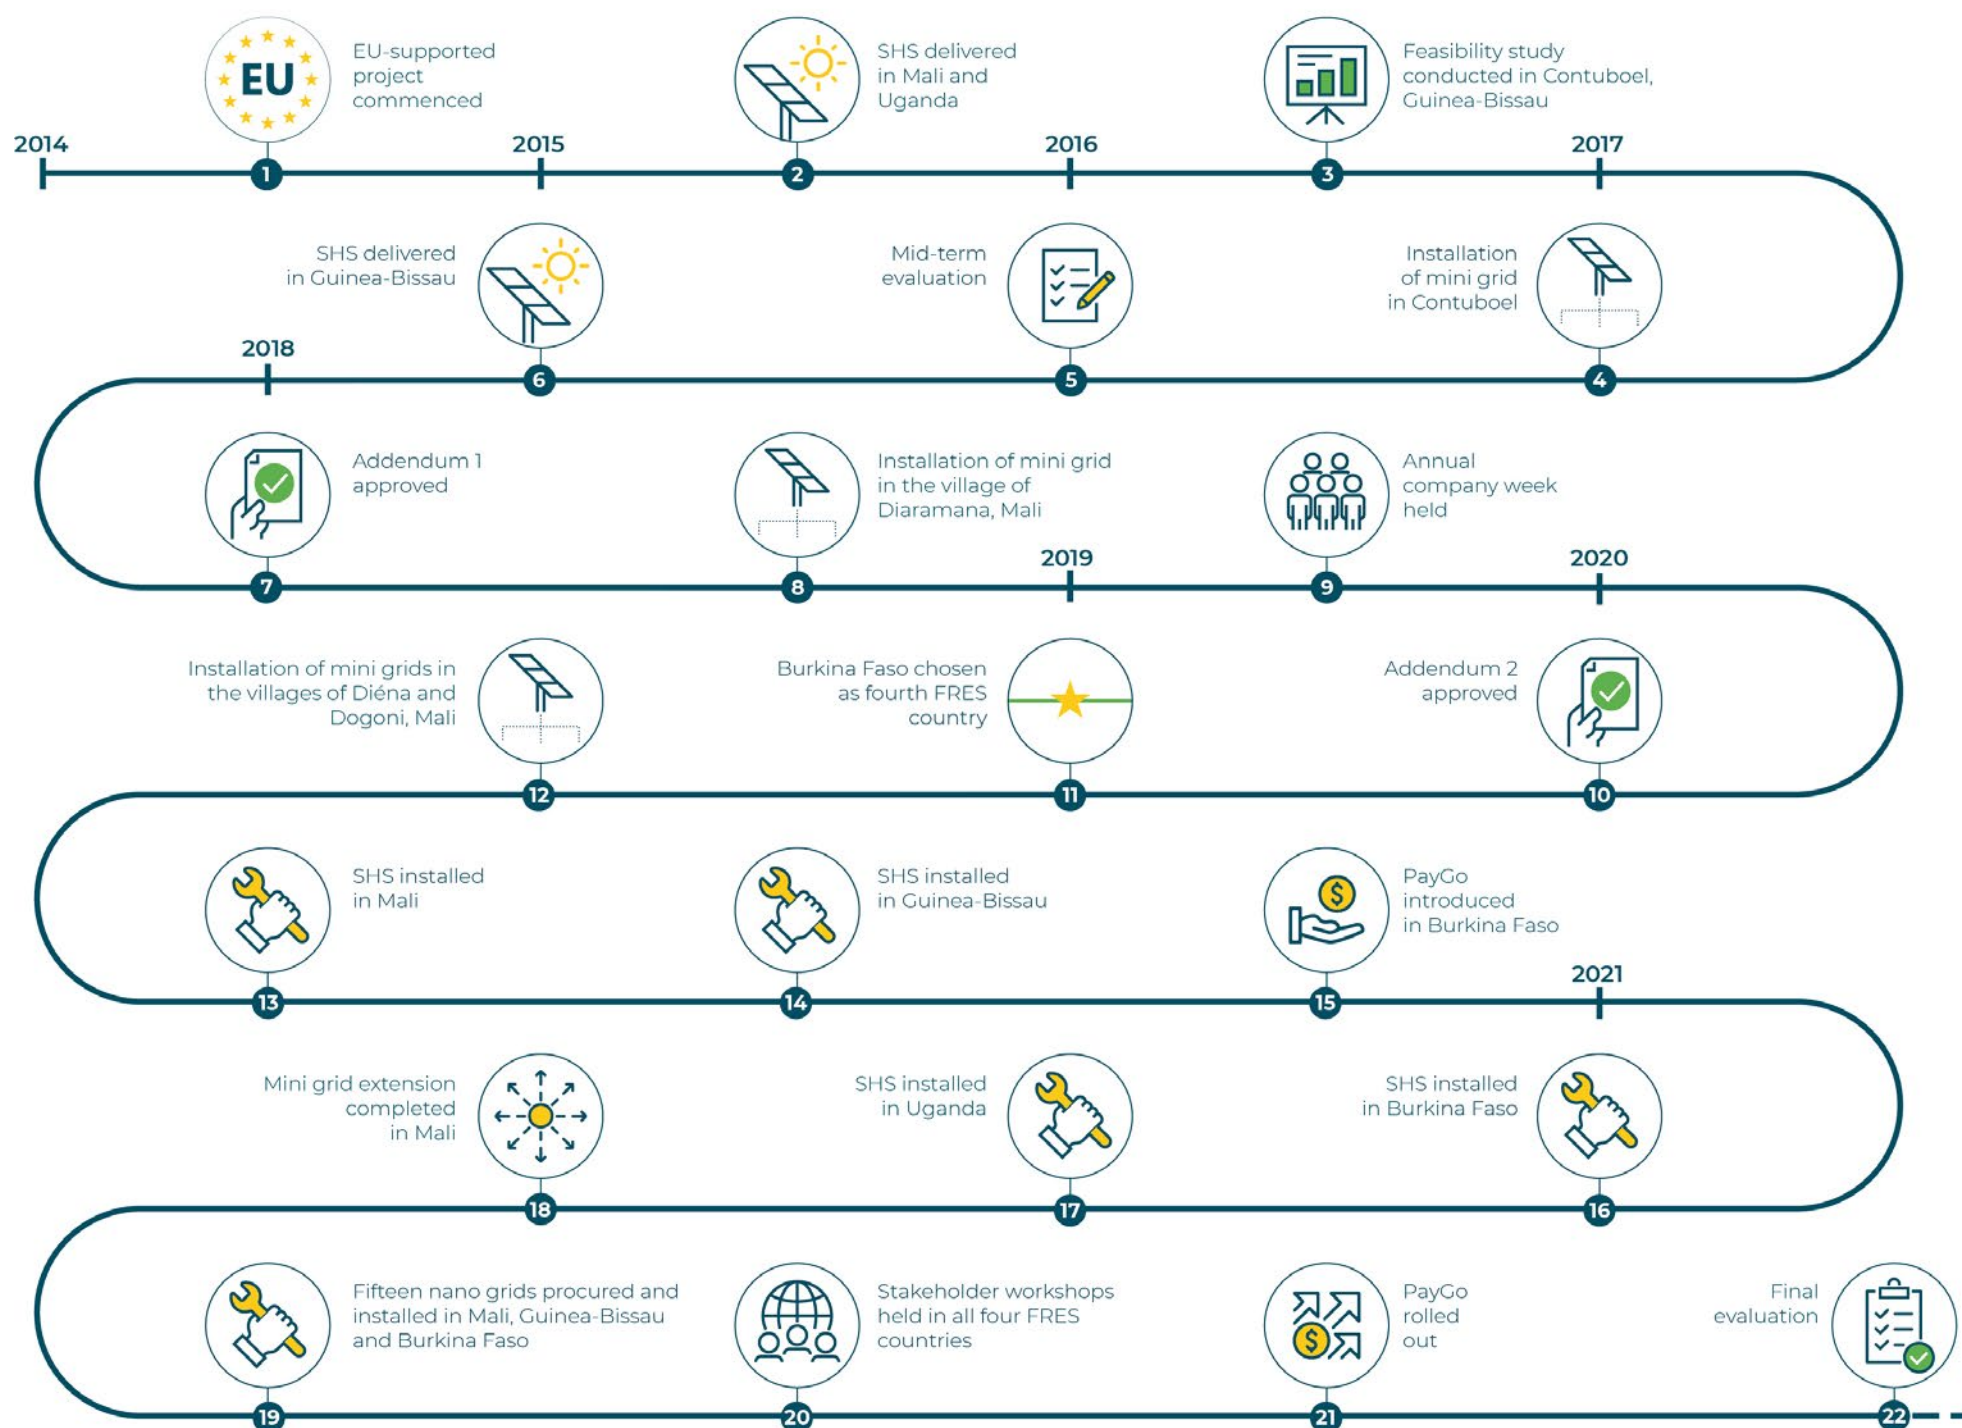 EU
EU-supported
project
commenced
SHS delivered
in Mali and
Uganda
Feasibility study
conducted in Contuboel,
Guinea-Bissau
2014
2015
2016
2017
1
2
3
SHS delivered
in Guinea-Bissau
Mid-term
evaluation
Installation
of mini grid
in Contuboel
2018
6
5
4
Addendum 1
approved
Installation of mini grid
in the village of
Diaramana, Mali
Annual
company week
held
2019
2020
7
8
9
Installation of mini grids in
the villages of Diéna and
Dogoni, Mali
Burkina Faso chosen
as fourth FRES
country
Addendum 2
approved
12
11
10
SHS installed
in Mali
SHS installed
in Guinea-Bissau
$
PayGo
introduced
in Burkina Faso
2021
13
14
15
Mini grid extension
completed
in Mali
SHS installed
in Uganda
SHS installed
in Burkina Faso
18
17
16
Fifteen nano grids procured and
installed in Mali, Guinea-Bissau
and Burkina Faso
Stakeholder workshops
held in all four FRES
countries
$
PayGo
rolled
out
Final
evaluation
19
20
21
22